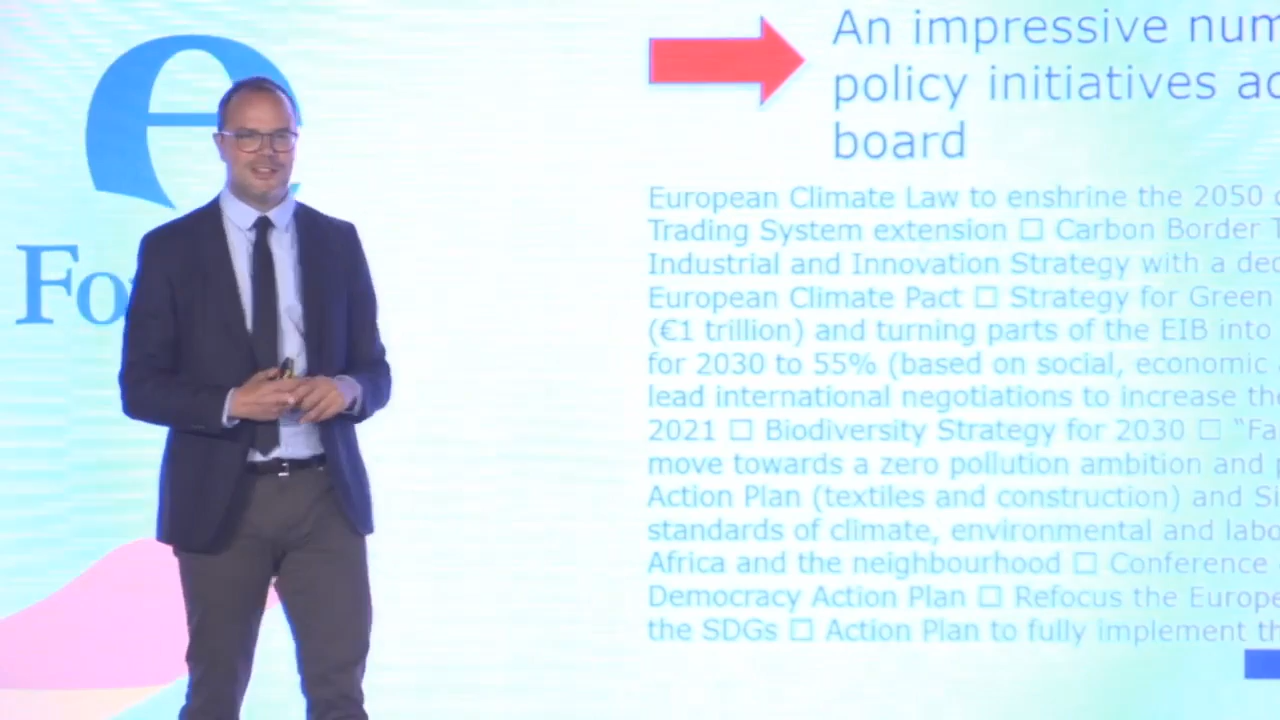 e
Fo
An impressive num
policy initiatives ac
board
European Climate Law to enshrine the 2050 c
Trading System extension □ Carbon Border T
Industrial and Innovation Strategy with a dec
European Climate Pact □ Strategy for Green
(€1 trillion) and turning parts of the EIB into
for 2030 to 55% (based on social, economic a
lead international negotiations to increase the
2021 □ Biodiversity Strategy for 2030 □ “Fa
move towards a zero pollution ambition and
Action Plan (textiles and construction) and Si
standards of climate, environmental and labo
Africa and the neighbourhood □ Conference
Democracy Action Plan □ Refocus the Europe
the SDGs □ Action Plan to fully implement th